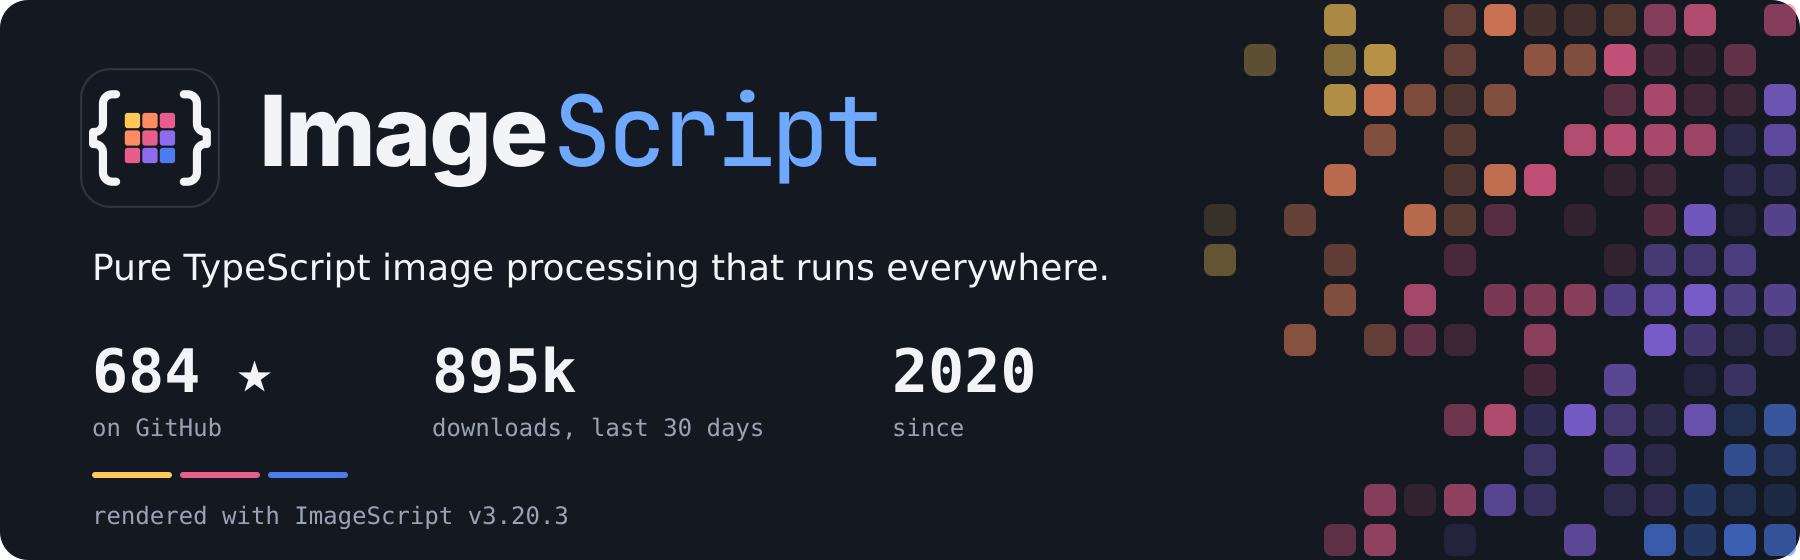 { } ImageScript
Pure TypeScript image processing that runs everywhere.
684 ★ 895k 2020
on GitHub downloads, last 30 days since
rendered with ImageScript v3.20.3